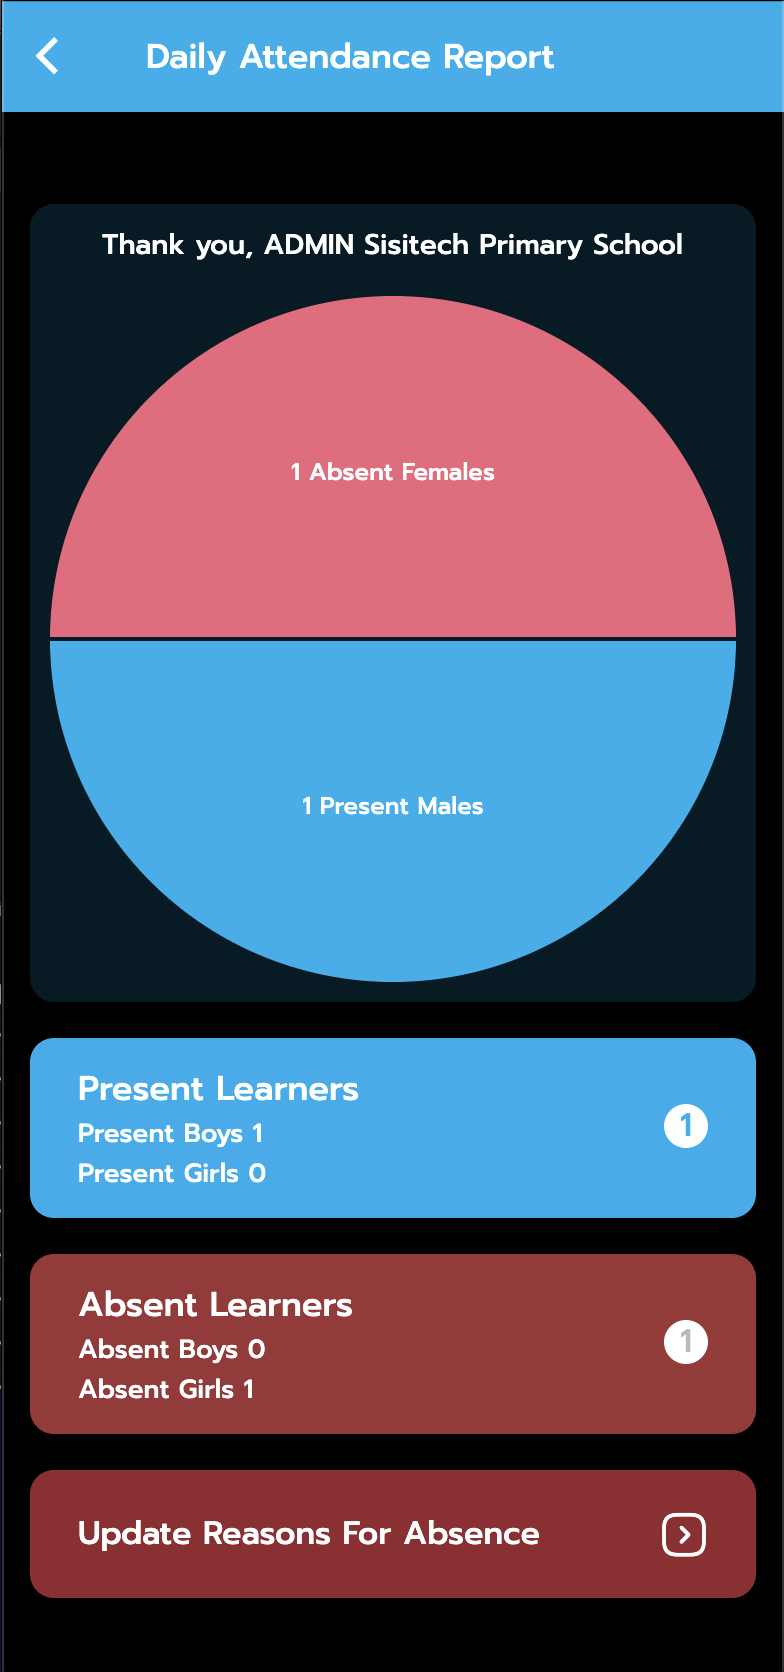 Daily Attendance Report
Thank you, ADMIN Sisitech Primary School
1 Absent Females
1 Present Males
Present Learners
Present Boys 1
Present Girls 0
1
Absent Learners
Absent Boys 0
Absent Girls 1
1
Update Reasons For Absence